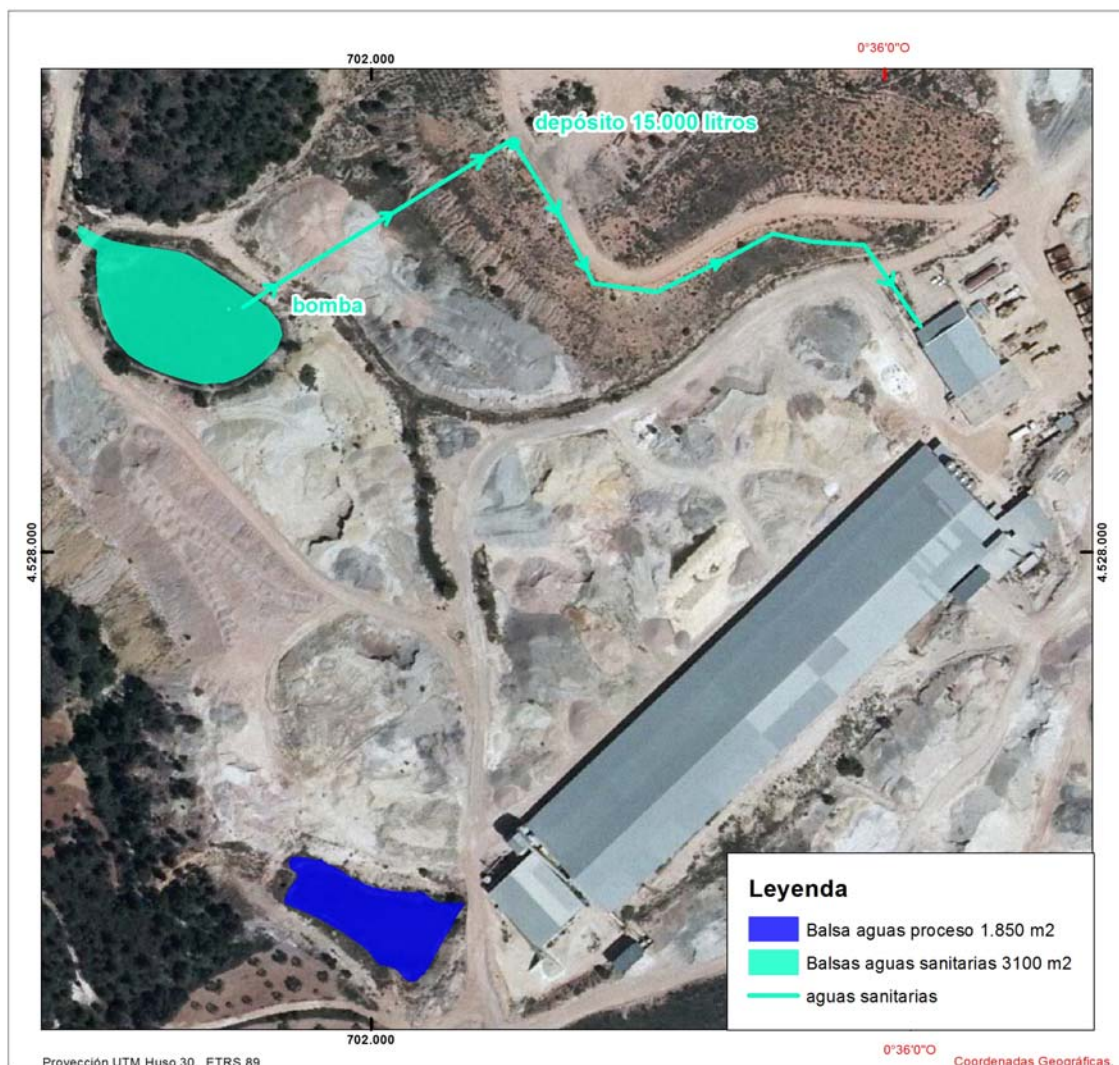 702.000
0°36'0"O
depósito 15.000 litros
bomba
4.528.000
4.528.000
Leyenda
Balsa aguas proceso 1.850 m2
Balsas aguas sanitarias 3100 m2
aguas sanitarias
702.000
0°36'0"O
Proyección UTM Huso 30 ETRS 89
Coordenadas Geográficas